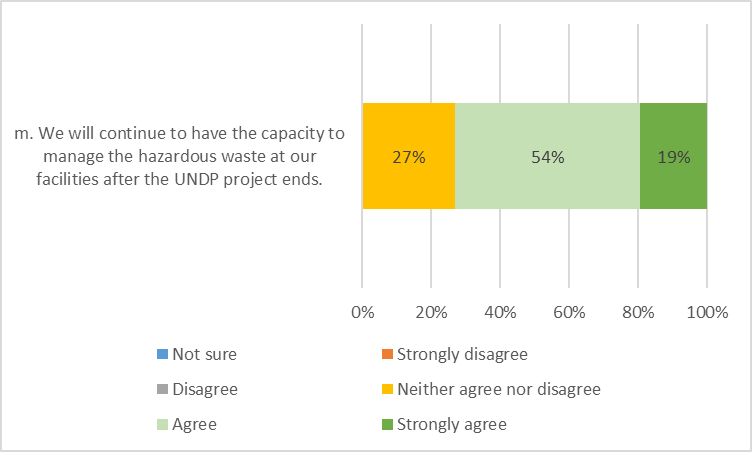 m. We will continue to have the capacity to
manage the hazardous waste at our
facilities after the UNDP project ends.
27%
54%
19%
0%
20%
40%
60%
80%
100%
Not sure
Strongly disagree
Disagree
Neither agree nor disagree
Agree
Strongly agree